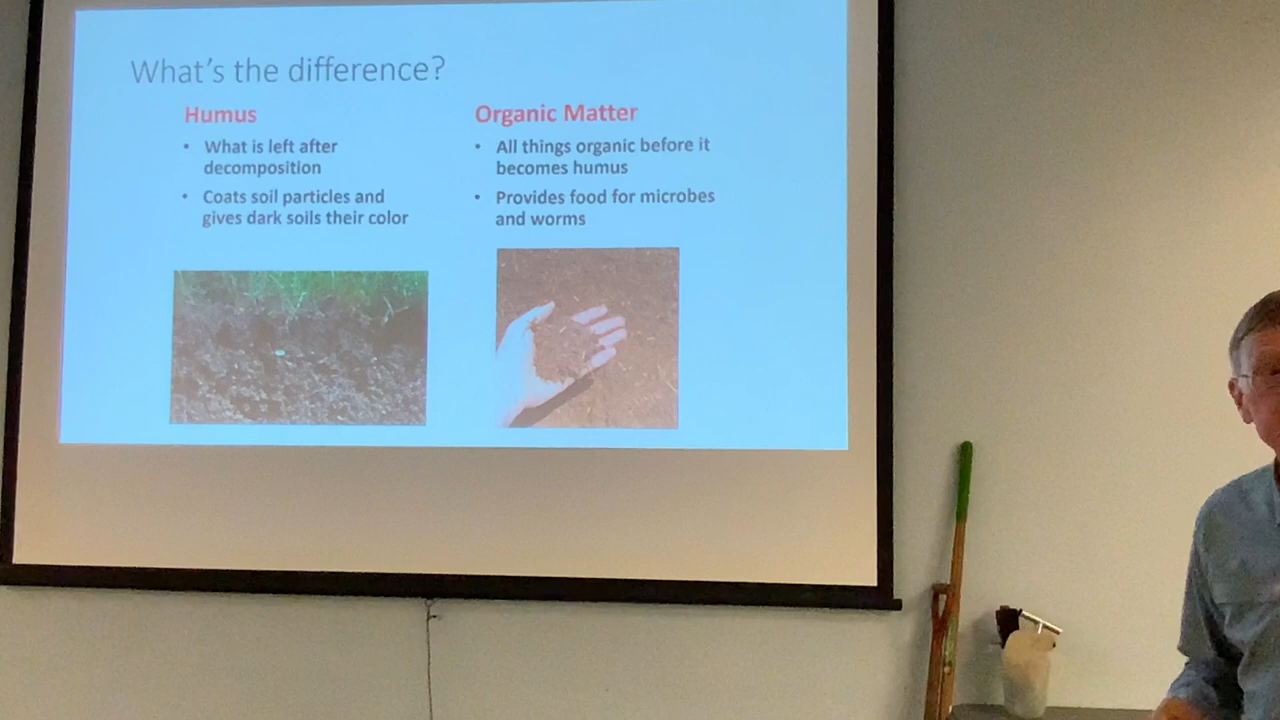 What's the difference?
Humus
• What is left after
decomposition
• Coats soil particles and
gives dark soils their color
Organic Matter
• All things organic before it
becomes humus
• Provides food for microbes
and worms